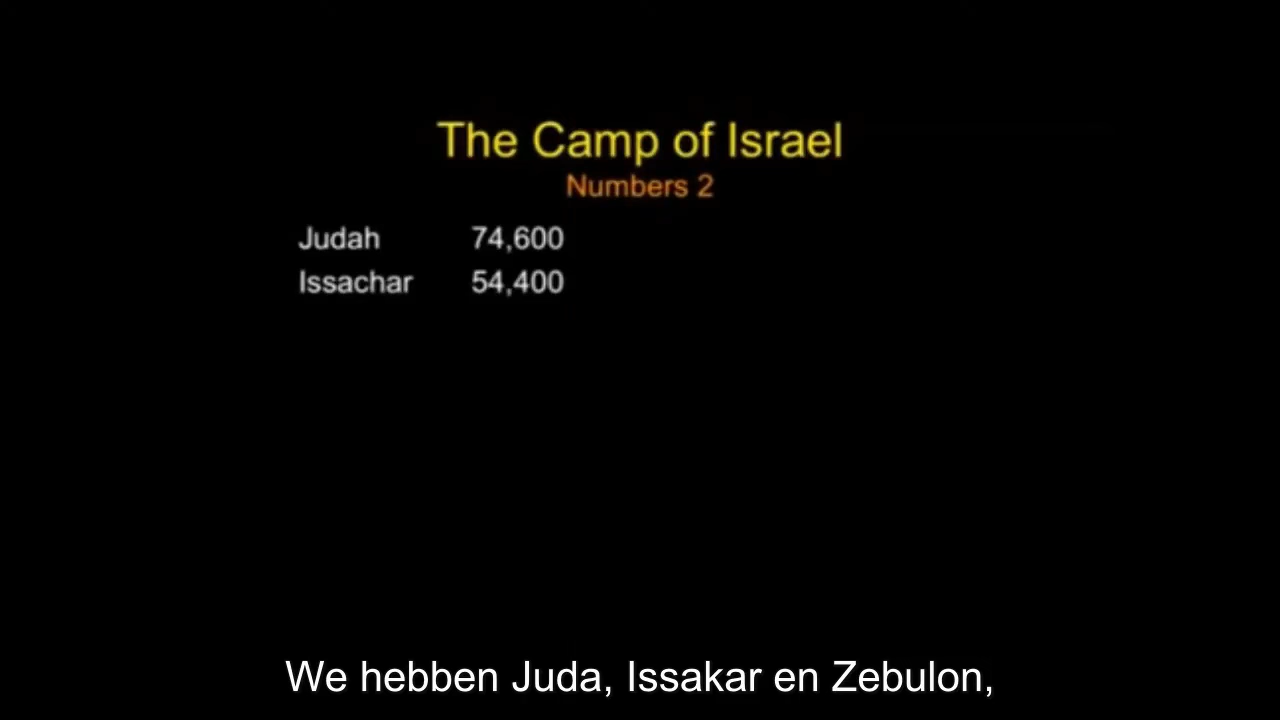 The Camp of Israel
Numbers 2
Judah 74,600
Issachar 54,400
We hebben Juda, Issakar en Zebulon,